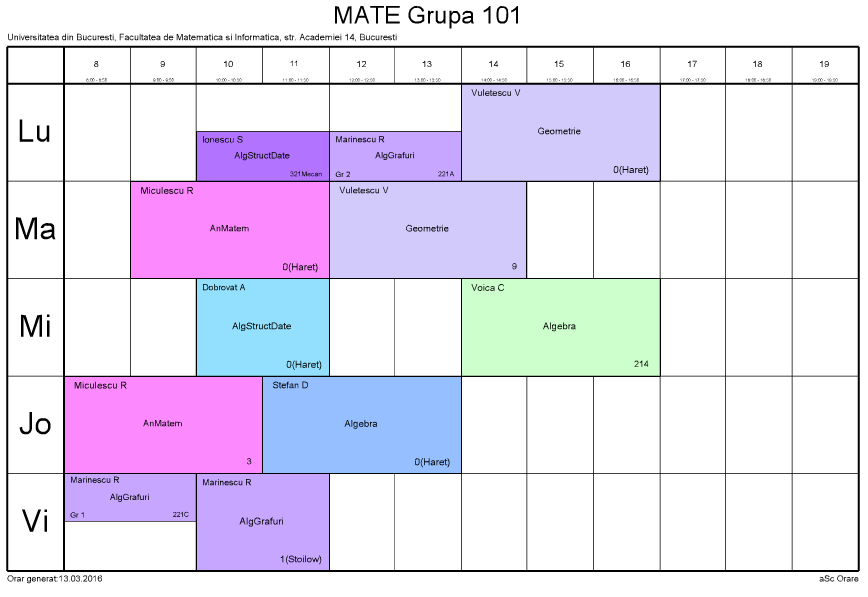 MATE Grupa 101
Universitatea din Bucuresti, Facultatea de Matematica si Informatica, str. Academiei 14, Bucuresti
8 9 10 11 12 13 14 15 16 17 18 19
8:00 - 8:50 9:00 - 9:50 10:00 - 10:50 11:00 - 11:50 12:00 - 12:50 13:00 - 13:50 14:00 - 14:50 15:00 - 15:50 16:00 - 16:50 17:00 - 17:50 18:00 - 18:50 19:00 - 19:50
Lu
Ionescu S
AlgStructDate
321Mecan
Marinescu R
AlgGrafuri
Gr 2 221A
Vuletescu V
Geometrie
0(Haret)
Ma
Miculescu R
AnMatem
0(Haret)
Vuletescu V
Geometrie
9
Mi
Dobrovat A
AlgStructDate
0(Haret)
Voica C
Algebra
214
Jo
Miculescu R
AnMatem
3
Stefan D
Algebra
0(Haret)
Vi
Marinescu R
AlgGrafuri
Gr 1 221C
Marinescu R
AlgGrafuri
1(Stoilow)
Orar generat:13.03.2016 aSc Orare